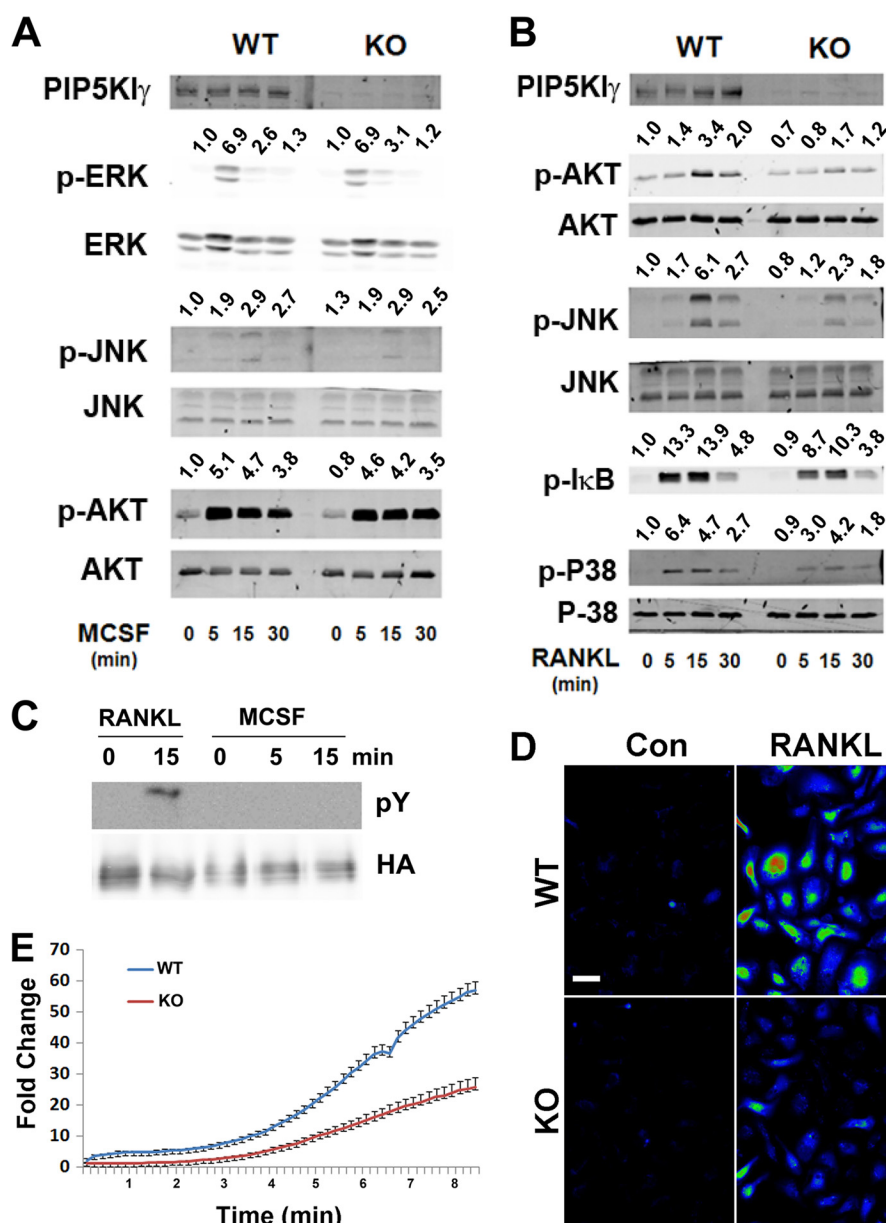 A
WT KO
PIP5KIγ
1.0 6.9 2.6 1.3 1.0 6.9 3.1 1.2
p-ERK
ERK
1.0 1.9 2.9 2.7 1.3 1.9 2.9 2.5
p-JNK
JNK
1.0 5.1 4.7 3.8 0.8 4.6 4.2 3.5
p-AKT
AKT
MCSF 0 5 15 30 0 5 15 30
(min)
B
WT KO
PIP5KIγ
1.0 1.4 3.4 2.0 0.7 0.8 1.7 1.2
p-AKT
AKT
1.0 1.7 6.1 2.7 0.8 1.2 2.3 1.8
p-JNK
JNK
1.0 13.3 13.9 4.8 0.9 8.7 10.3 3.8
p-IκB
1.0 6.4 4.7 2.7 0.9 3.0 4.2 1.8
p-P38
P-38
RANKL 0 5 15 30 0 5 15 30
(min)
C
RANKL MCSF
0 15 0 5 15 min
pY
HA
D
Con RANKL
WT
KO
E
70
60
50
40
30
20
10
0
Fold Change
WT
KO
1 2 3 4 5 6 7 8
Time (min)